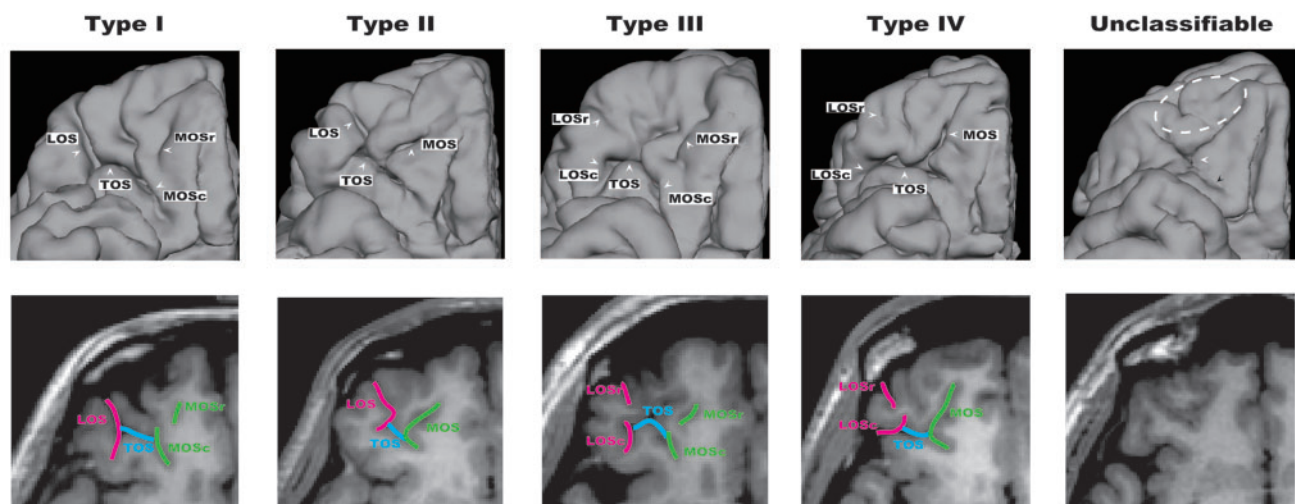 Type I
Type II
Type III
Type IV
Unclassifiable
LOS
MOSr
TOS
MOSc
LOS
MOS
TOS
LOSr
MOSr
LOSc
TOS
MOSc
LOSr
MOS
LOSc
TOS
LOS
MOSr
TOS
MOSc
LOS
MOS
TOS
LOSr
TOS
MOSr
LOSc
MOSc
LOSr
MOS
LOSc
TOS